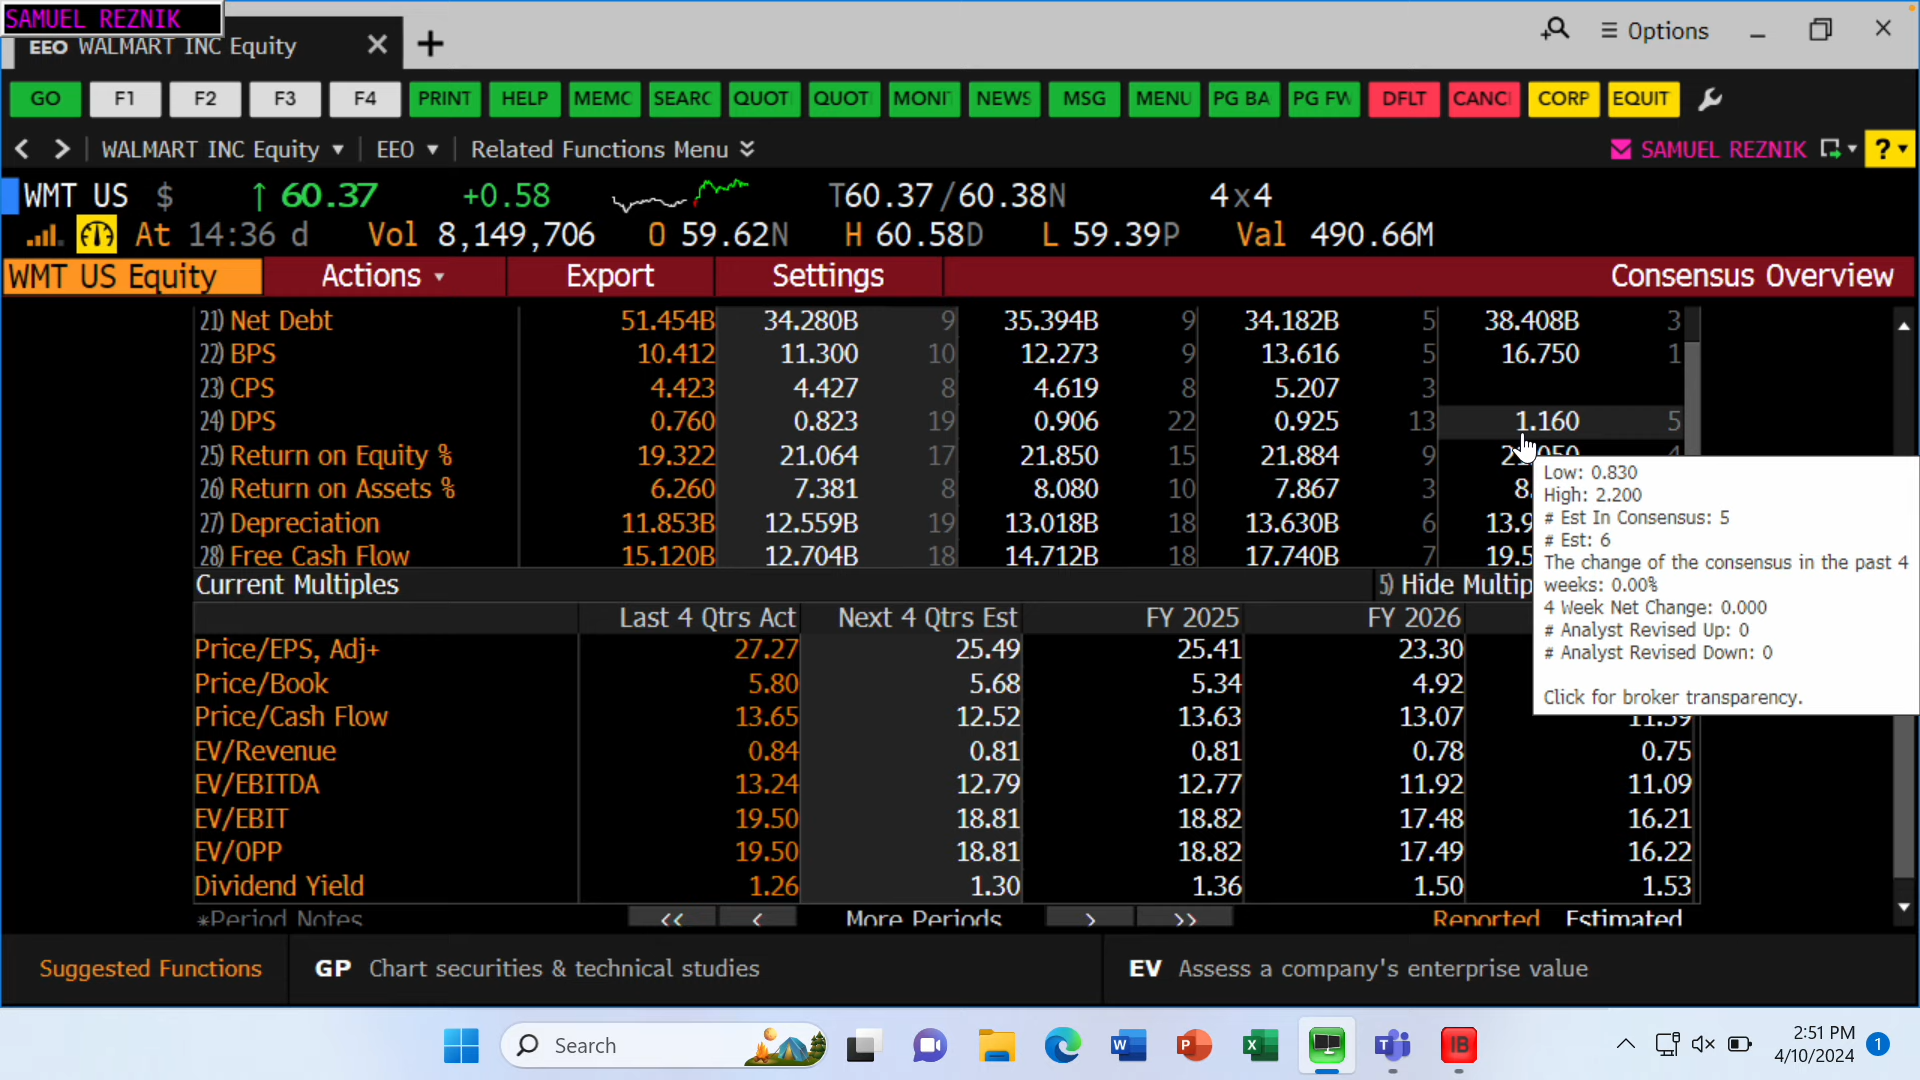 SAMUEL REZNIK
EEO WALMART INC Equity
Options
GO F1 F2 F3 F4 PRINT HELP MEMC SEARC QUOT QUOT MONI NEWS MSG MENU PG BA PG FW DFLT CANC CORP EQUIT
WALMART INC Equity EEO Related Functions Menu SAMUEL REZNIK ?
WMT US $ ↑ 60.37 +0.58 T60.37/60.38N 4x4
At 14:36 d Vol 8,149,706 O 59.62N H 60.58D L 59.39P Val 490.66M
WMT US Equity Actions Export Settings Consensus Overview
21) Net Debt 51.454B 34.280B 9 35.394B 9 34.182B 5 38.408B 3
22) BPS 10.412 11.300 10 12.273 9 13.616 5 16.750 1
23) CPS 4.423 4.427 8 4.619 8 5.207 3
24) DPS 0.760 0.823 19 0.906 22 0.925 13 1.160 5
25) Return on Equity % 19.322 21.064 17 21.850 15 21.884 9
26) Return on Assets % 6.260 7.381 8 8.080 10 7.867 3 8.
27) Depreciation 11.853B 12.559B 19 13.018B 18 13.630B 6 13.9
28) Free Cash Flow 15.120B 12.704B 18 14.712B 18 17.740B 7 19.5
Low: 0.830
High: 2.200
# Est In Consensus: 5
# Est: 6
The change of the consensus in the past 4
weeks: 0.00%
4 Week Net Change: 0.000
# Analyst Revised Up: 0
# Analyst Revised Down: 0
Click for broker transparency.
Current Multiples 5) Hide Multip
Last 4 Qtrs Act Next 4 Qtrs Est FY 2025 FY 2026
Price/EPS, Adj+ 27.27 25.49 25.41 23.30
Price/Book 5.80 5.68 5.34 4.92
Price/Cash Flow 13.65 12.52 13.63 13.07
EV/Revenue 0.84 0.81 0.81 0.78 0.75
EV/EBITDA 13.24 12.79 12.77 11.92 11.09
EV/EBIT 19.50 18.81 18.82 17.48 16.21
EV/OPP 19.50 18.81 18.82 17.49 16.22
Dividend Yield 1.26 1.30 1.36 1.50 1.53
*Period Notes << < More Periods > >> Reported Estimated
Suggested Functions GP Chart securities & technical studies EV Assess a company's enterprise value
Search
2:51 PM
4/10/2024
1